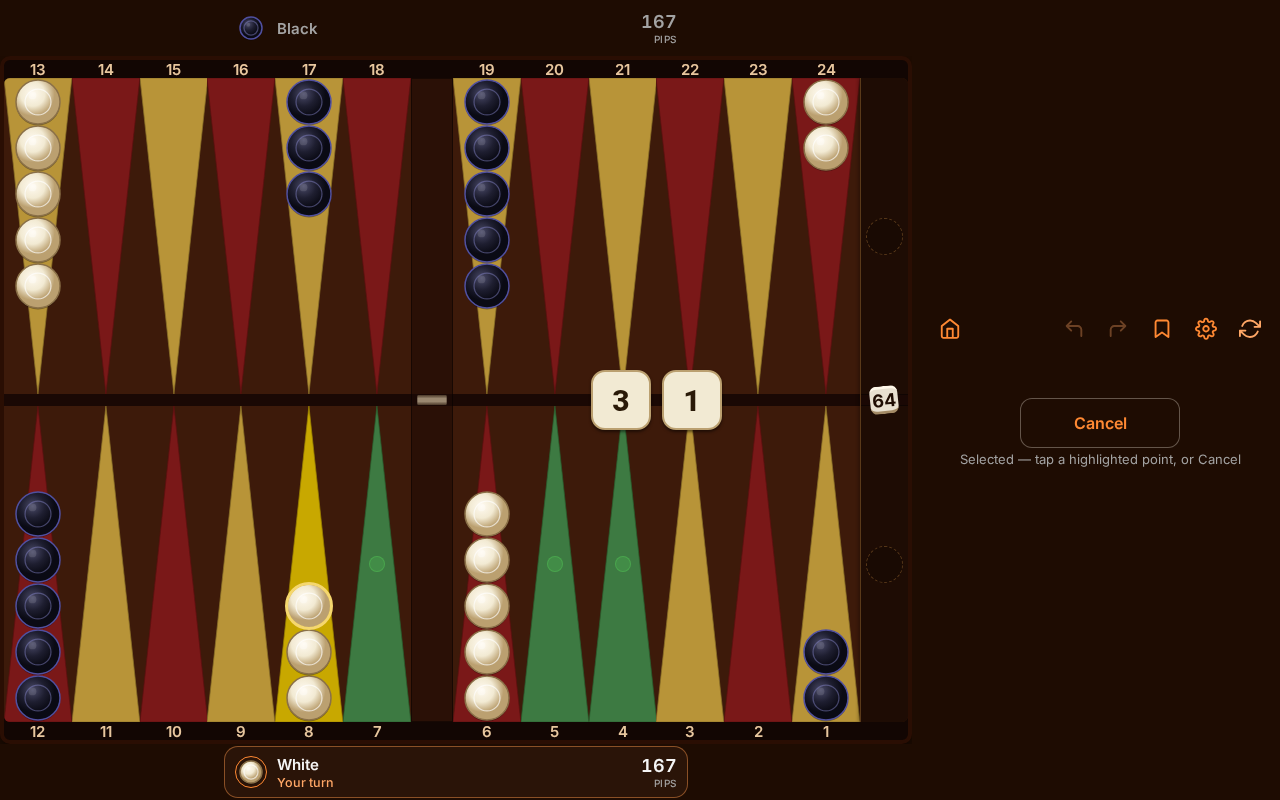 Black
167
PIPS
13 14 15 16 17 18 19 20 21 22 23 24
3 1
64
Cancel
Selected — tap a highlighted point, or Cancel
12 11 10 9 8 7 6 5 4 3 2 1
White
Your turn
167
PIPS